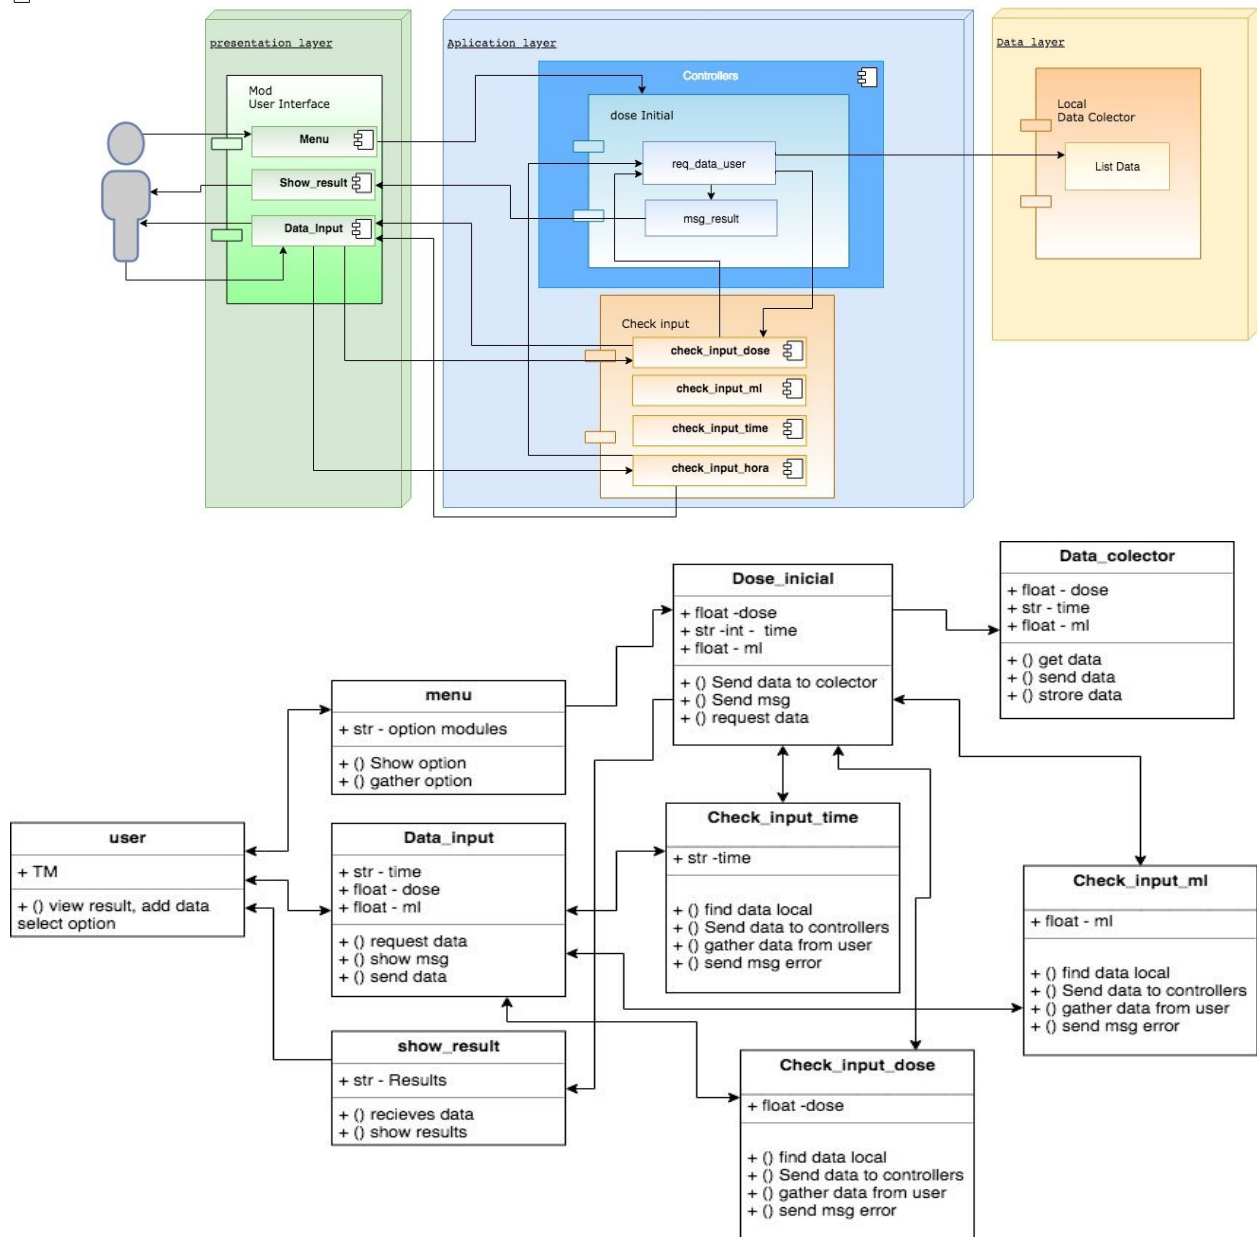 presentation layer
Mod
User Interface
Menu
Show_result
Data_Input
Aplication layer
Controllers
dose Initial
req_data_user
msg_result
Check input
check_input_dose
check_input_ml
check_input_time
check_input_hora
Data layer
Local
Data Colector
List Data
Dose_inicial
+ float -dose
+ str -int - time
+ float - ml
+ () Send data to colector
+ () Send msg
+ () request data
Data_colector
+ float - dose
+ str - time
+ float - ml
+ () get data
+ () send data
+ () strore data
menu
+ str - option modules
+ () Show option
+ () gather option
user
+ TM
+ () view result, add data
select option
Data_input
+ str - time
+ float - dose
+ float - ml
+ () request data
+ () show msg
+ () send data
Check_input_time
+ str -time
+ () find data local
+ () Send data to controllers
+ () gather data from user
+ () send msg error
Check_input_ml
+ float - ml
+ () find data local
+ () Send data to controllers
+ () gather data from user
+ () send msg error
show_result
+ str - Results
+ () recieves data
+ () show results
Check_input_dose
+ float -dose
+ () find data local
+ () Send data to controllers
+ () gather data from user
+ () send msg error